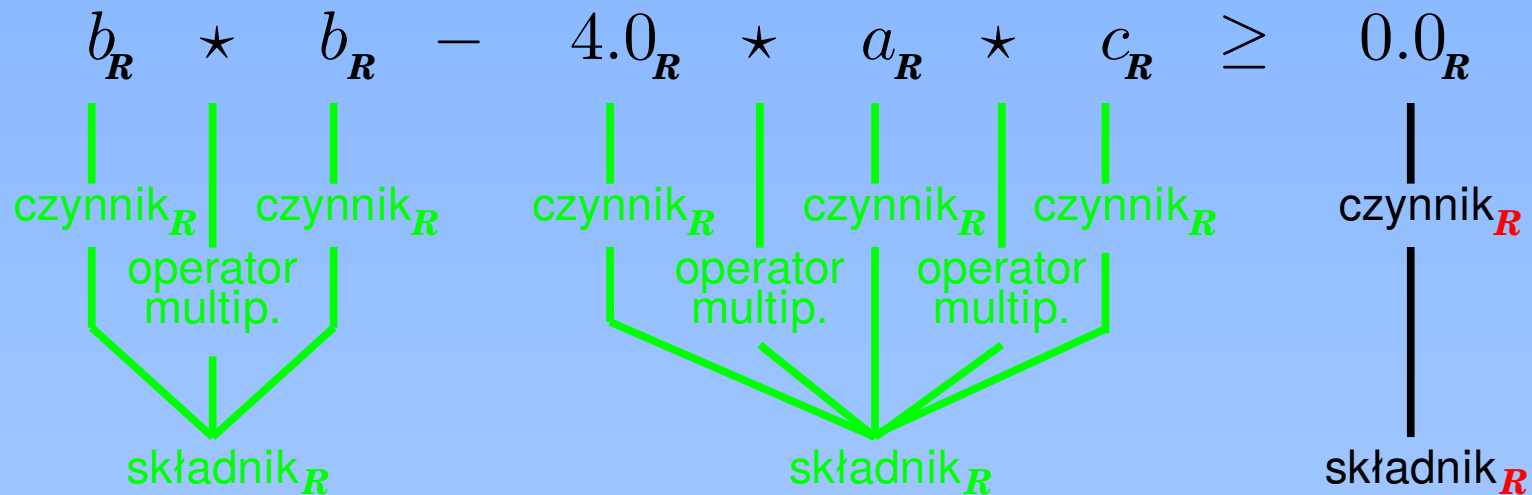 b_R ⋆ b_R − 4.0_R ⋆ a_R ⋆ c_R ≥ 0.0_R
czynnik_R czynnik_R czynnik_R czynnik_R czynnik_R czynnik_R
operator operator operator
multip. multip. multip.
składnik_R składnik_R składnik_R